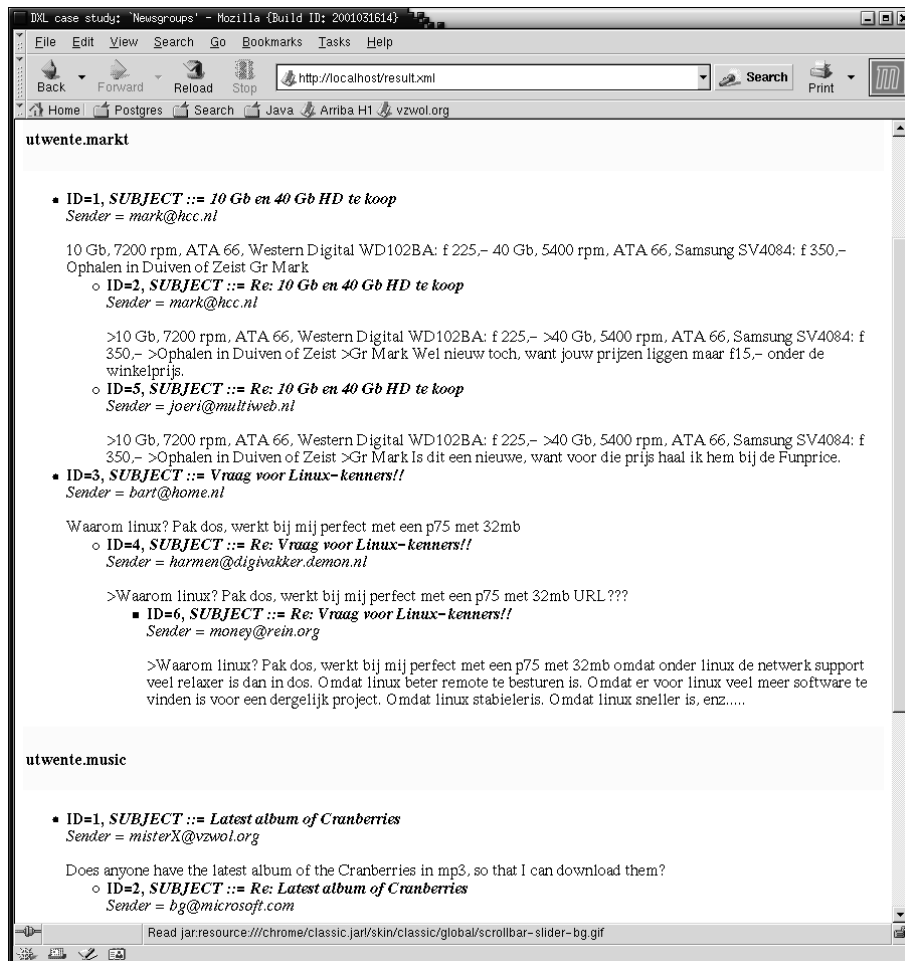 DXL case study: `Newsgroups' - Mozilla {Build ID: 2001031614}
File Edit View Search Go Bookmarks Tasks Help
Back Forward Reload Stop http://localhost/result.xml Search Print
Home Postgres Search Java Arriba H1 vzwol.org
utwente.markt
ID=1, SUBJECT ::= 10 Gb en 40 Gb HD te koop
Sender = mark@hcc.nl
10 Gb, 7200 rpm, ATA 66, Western Digital WD102BA: f 225,– 40 Gb, 5400 rpm, ATA 66, Samsung SV4084: f 350,–
Ophalen in Duiven of Zeist Gr Mark
ID=2, SUBJECT ::= Re: 10 Gb en 40 Gb HD te koop
Sender = mark@hcc.nl
>10 Gb, 7200 rpm, ATA 66, Western Digital WD102BA: f 225,– >40 Gb, 5400 rpm, ATA 66, Samsung SV4084: f
350,– >Ophalen in Duiven of Zeist >Gr Mark Wel nieuw toch, want jouw prijzen liggen maar f15,– onder de
winkelprijs.
ID=5, SUBJECT ::= Re: 10 Gb en 40 Gb HD te koop
Sender = joeri@multiweb.nl
>10 Gb, 7200 rpm, ATA 66, Western Digital WD102BA: f 225,– >40 Gb, 5400 rpm, ATA 66, Samsung SV4084: f
350,– >Ophalen in Duiven of Zeist >Gr Mark Is dit een nieuwe, want voor die prijs haal ik hem bij de Funprice.
ID=3, SUBJECT ::= Vraag voor Linux–kenners!!
Sender = bart@home.nl
Waarom linux? Pak dos, werkt bij mij perfect met een p75 met 32mb
ID=4, SUBJECT ::= Re: Vraag voor Linux–kenners!!
Sender = harmen@digivakker.demon.nl
>Waarom linux? Pak dos, werkt bij mij perfect met een p75 met 32mb URL???
ID=6, SUBJECT ::= Re: Vraag voor Linux–kenners!!
Sender = money@rein.org
>Waarom linux? Pak dos, werkt bij mij perfect met een p75 met 32mb omdat onder linux de netwerk support
veel relaxer is dan in dos. Omdat linux beter remote te besturen is. Omdat er voor linux veel meer software te
vinden is voor een dergelijk project. Omdat linux stabieleris. Omdat linux sneller is, enz.....
utwente.music
ID=1, SUBJECT ::= Latest album of Cranberries
Sender = misterX@vzwol.org
Does anyone have the latest album of the Cranberries in mp3, so that I can download them?
ID=2, SUBJECT ::= Re: Latest album of Cranberries
Sender = bg@microsoft.com
Read jar:resource:///chrome/classic.jar!/skin/classic/global/scrollbar-slider-bg.gif